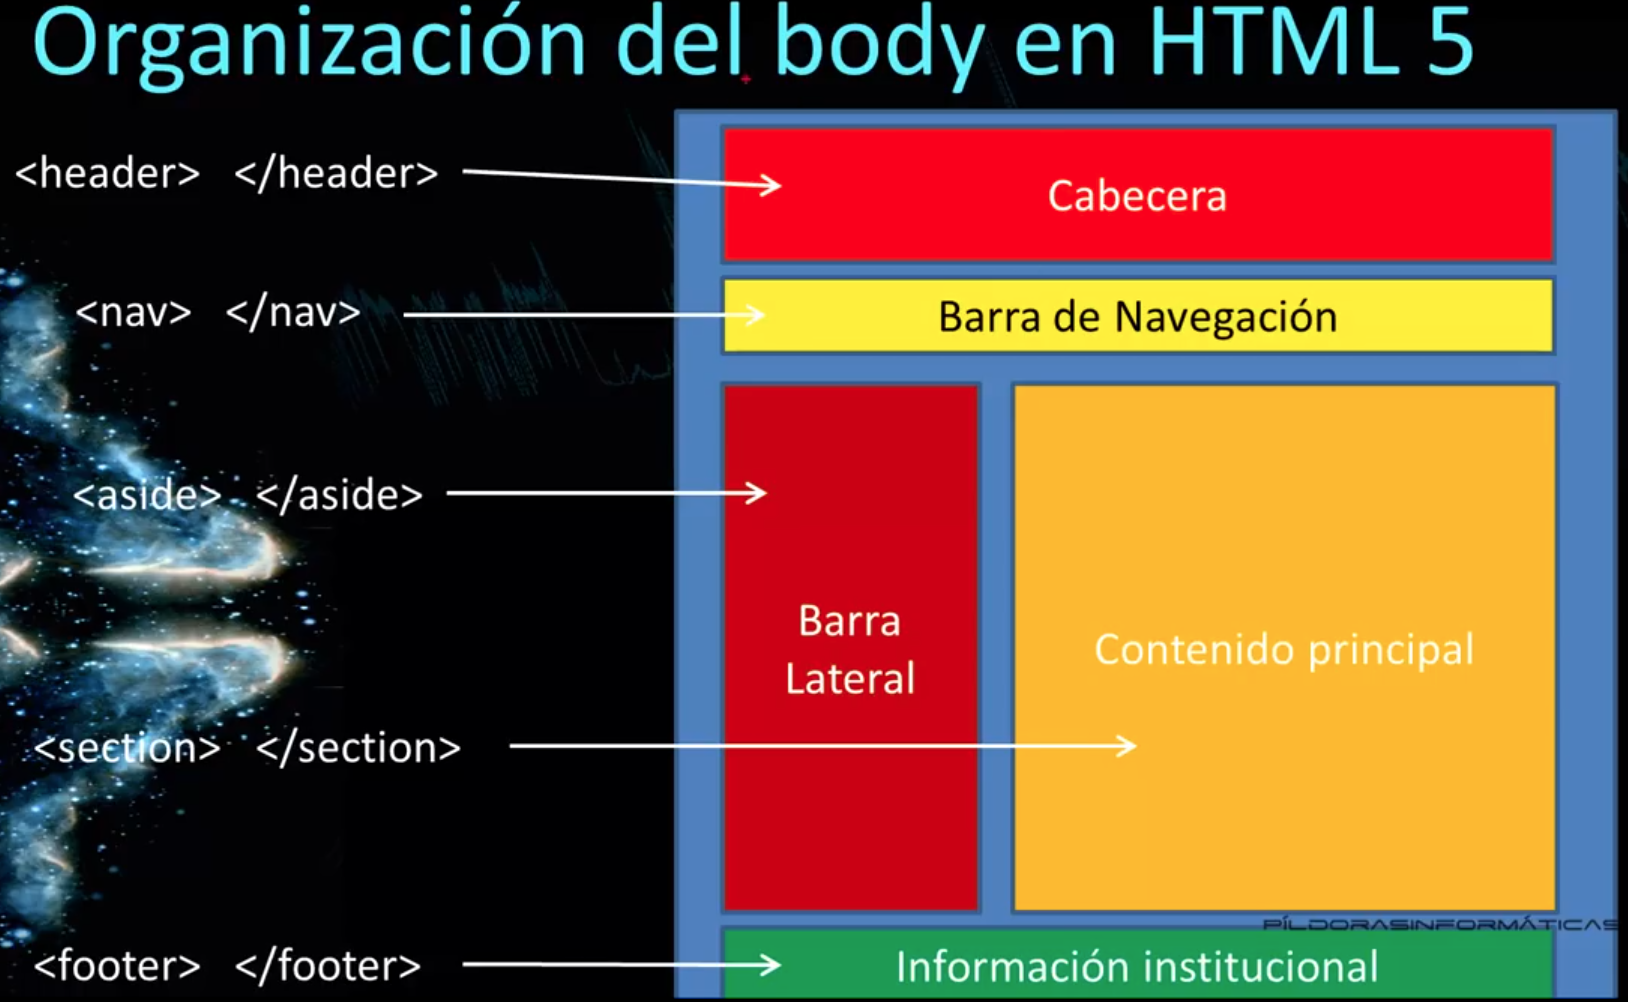 Organización del body en HTML 5
<header> </header>
Cabecera
<nav> </nav>
Barra de Navegación
<aside> </aside>
Barra
Lateral
Contenido principal
<section> </section>
PÍLDORASINFORMÁTICAS
<footer> </footer>
Información institucional